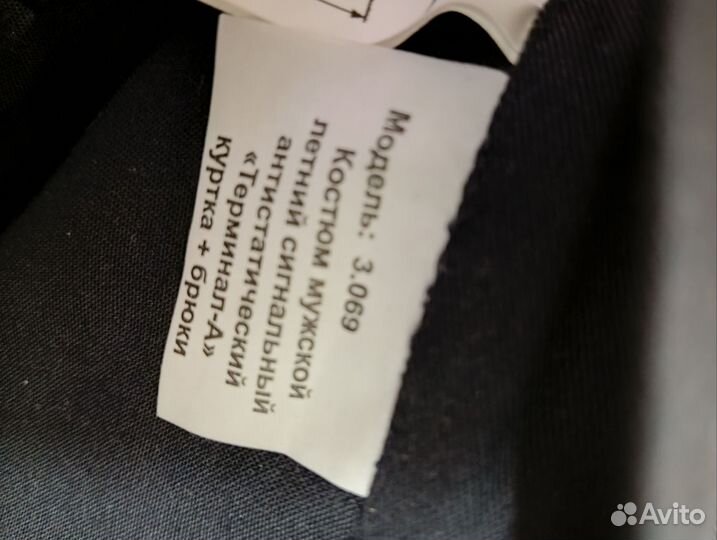 Модель: 3.069
Костюм мужской
летний сигнальный
антистатический
«Терминал-А»
куртка + брюки
Avito